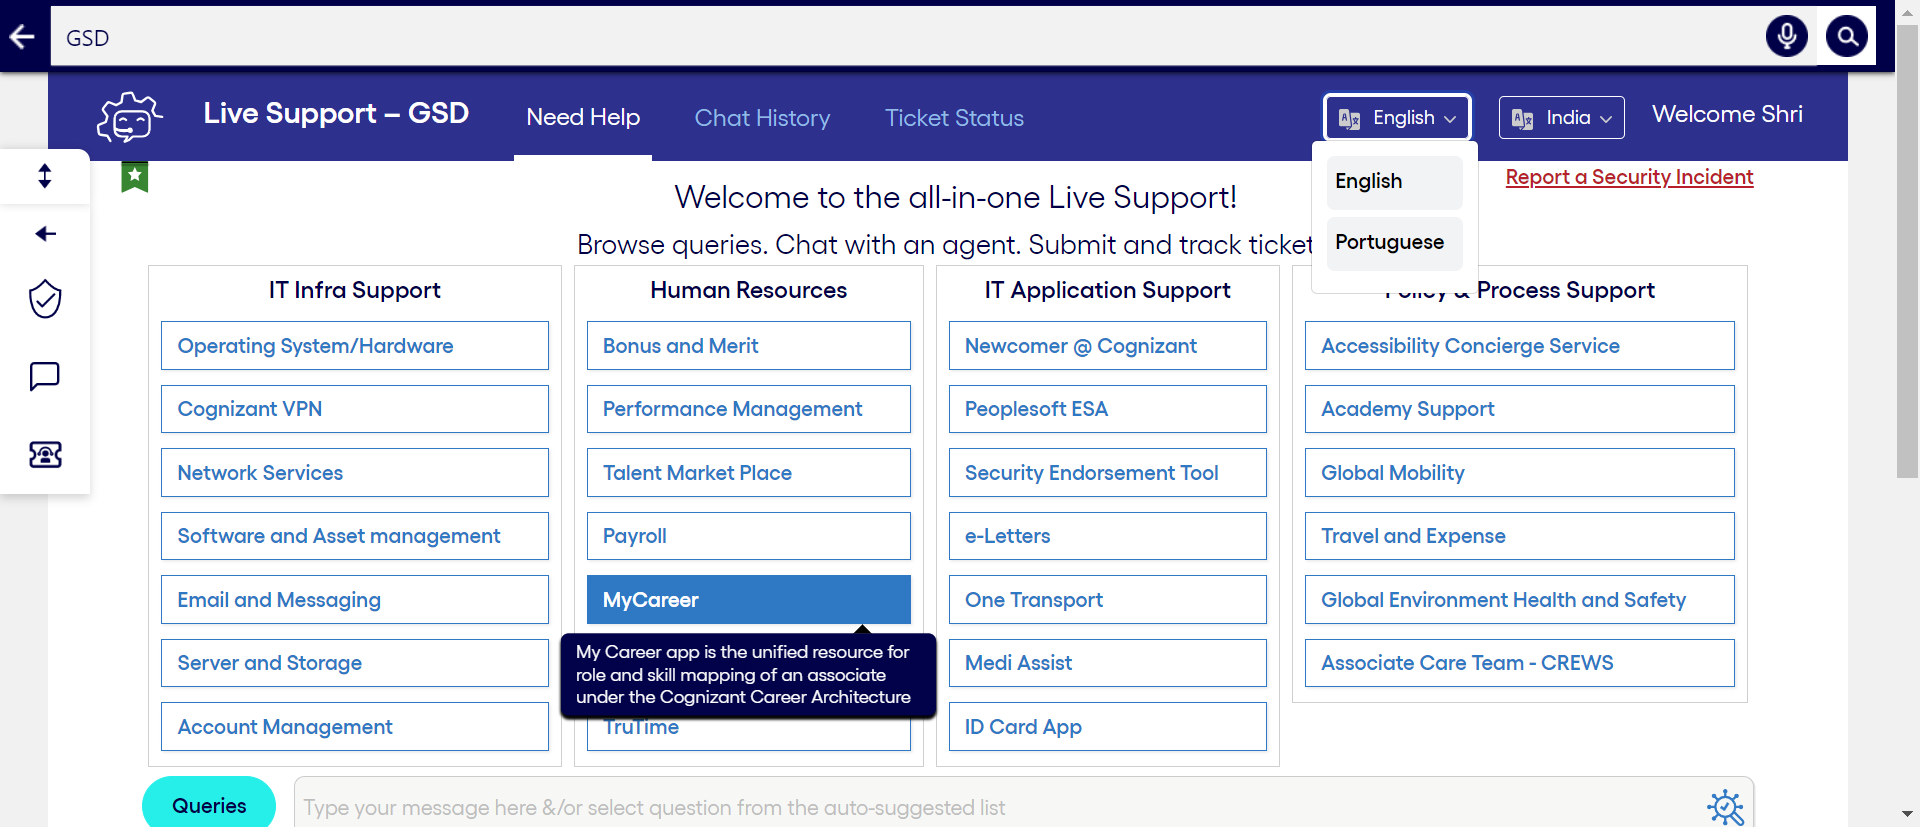 GSD
Live Support – GSD
Need Help
Chat History
Ticket Status
English
India
Welcome Shri
English
Portuguese
Report a Security Incident
Welcome to the all-in-one Live Support!
Browse queries. Chat with an agent. Submit and track ticket
IT Infra Support
Operating System/Hardware
Cognizant VPN
Network Services
Software and Asset management
Email and Messaging
Server and Storage
Account Management
Human Resources
Bonus and Merit
Performance Management
Talent Market Place
Payroll
MyCareer
My Career app is the unified resource for
role and skill mapping of an associate
under the Cognizant Career Architecture
TruTime
IT Application Support
Newcomer @ Cognizant
Peoplesoft ESA
Security Endorsement Tool
e-Letters
One Transport
Medi Assist
ID Card App
Policy & Process Support
Accessibility Concierge Service
Academy Support
Global Mobility
Travel and Expense
Global Environment Health and Safety
Associate Care Team - CREWS
Queries
Type your message here &/or select question from the auto-suggested list